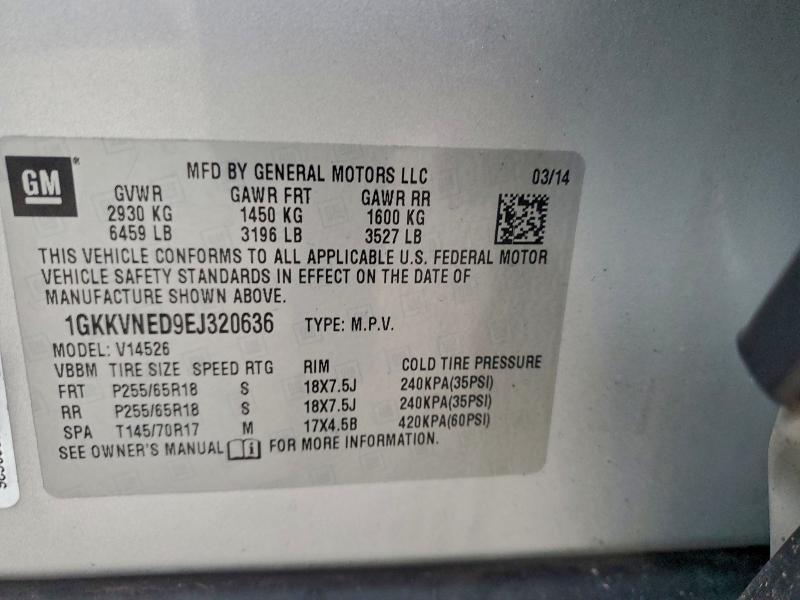 GM
MFD BY GENERAL MOTORS LLC 03/14
GVWR GAWR FRT GAWR RR
2930 KG 1450 KG 1600 KG
6459 LB 3196 LB 3527 LB
THIS VEHICLE CONFORMS TO ALL APPLICABLE U.S. FEDERAL MOTOR
VEHICLE SAFETY STANDARDS IN EFFECT ON THE DATE OF
MANUFACTURE SHOWN ABOVE.
1GKKVNED9EJ320636 TYPE: M.P.V.
MODEL: V14526
VBBM TIRE SIZE SPEED RTG RIM COLD TIRE PRESSURE
FRT P255/65R18 S 18X7.5J 240KPA(35PSI)
RR P255/65R18 S 18X7.5J 240KPA(35PSI)
SPA T145/70R17 M 17X4.5B 420KPA(60PSI)
SEE OWNER'S MANUAL FOR MORE INFORMATION.